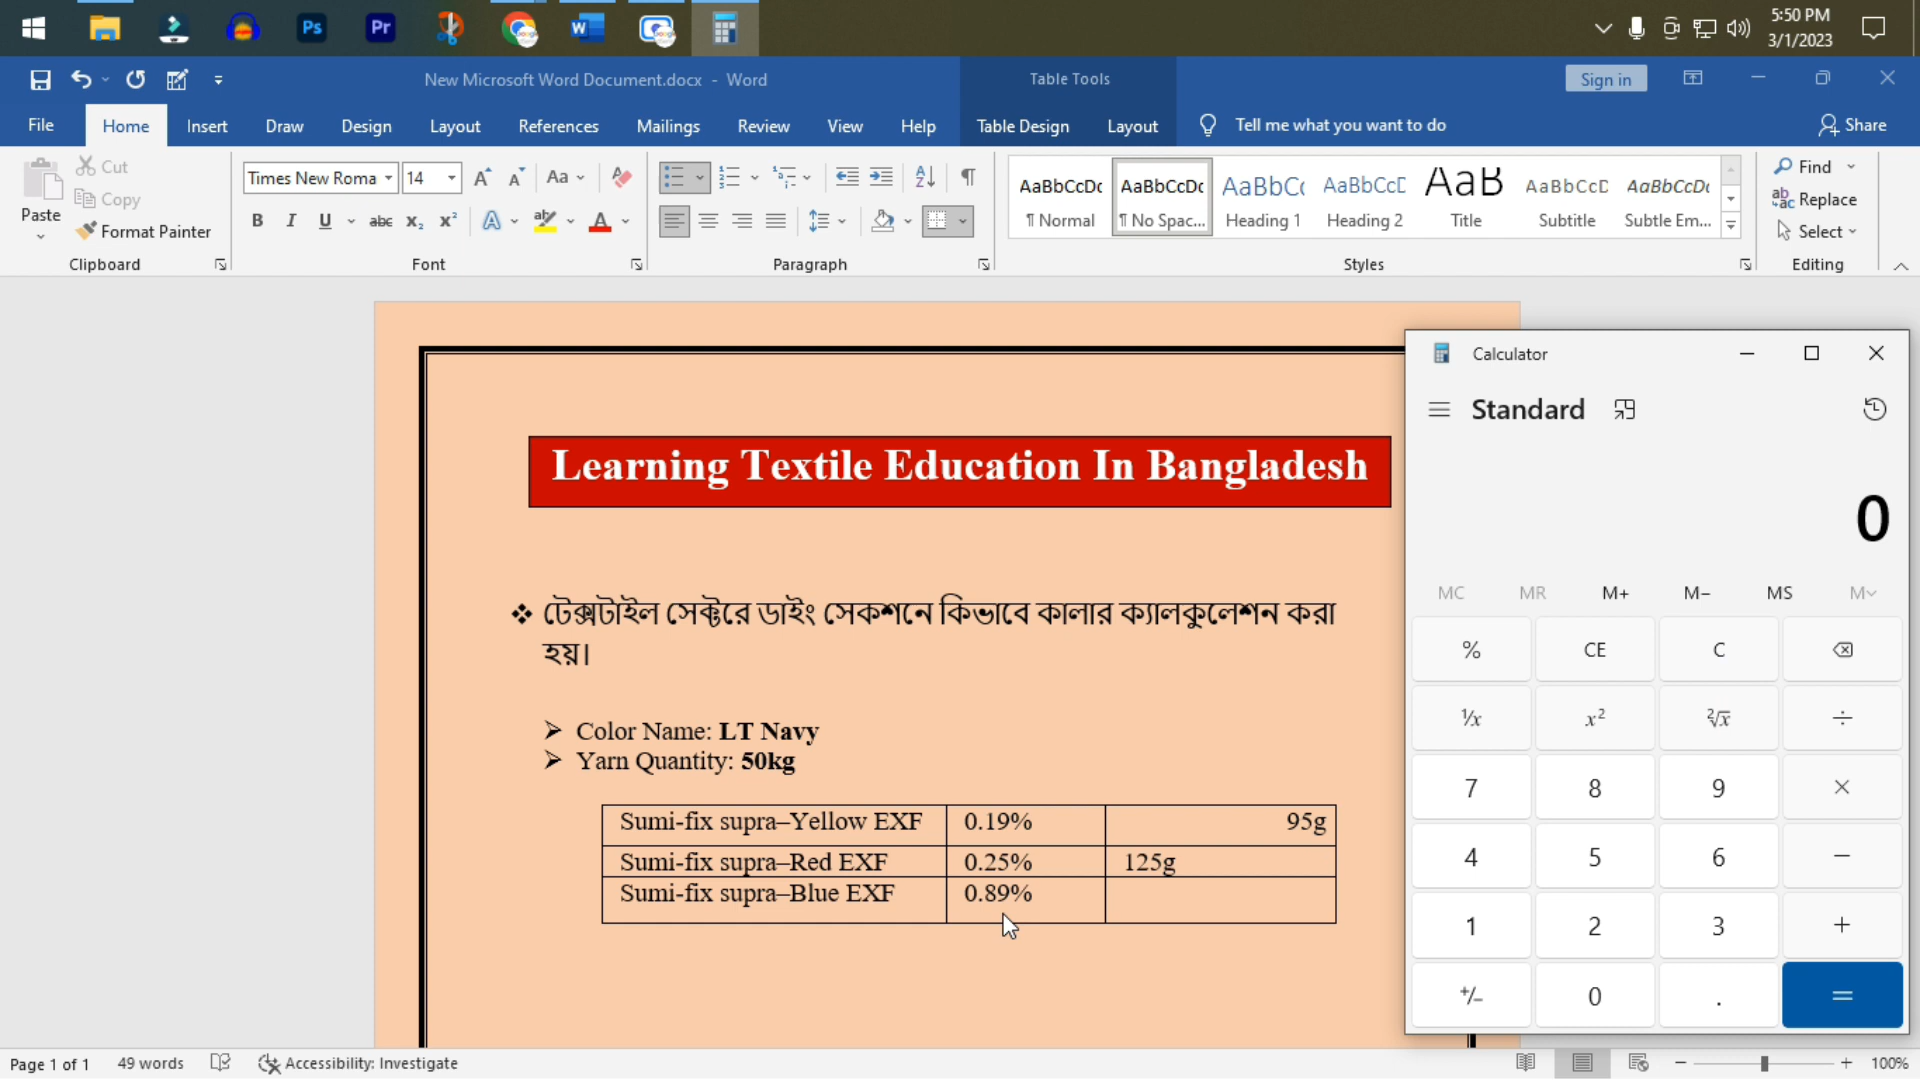 Ps
Pr
5:50 PM
3/1/2023
New Microsoft Word Document.docx - Word
Table Tools
Sign in
File Home Insert Draw Design Layout References Mailings Review View Help Table Design Layout Tell me what you want to do Share
Paste
Cut
Copy
Format Painter
Clipboard
Times New Roma 14
Font
Paragraph
AaBbCcDc ¶ Normal
AaBbCcDc ¶ No Spac...
AaBbCc Heading 1
AaBbCcE Heading 2
AaB Title
AaBbCcD Subtitle
AaBbCcDc Subtle Em...
Styles
Find
Replace
Select
Editing
Learning Textile Education In Bangladesh
❖ টেক্সটাইল সেক্টরে ডাইং সেকশনে কিভাবে কালার ক্যালকুলেশন করা
হয়।
➢ Color Name: LT Navy
➢ Yarn Quantity: 50kg
Sumi-fix supra–Yellow EXF 0.19% 95g
Sumi-fix supra–Red EXF 0.25% 125g
Sumi-fix supra–Blue EXF 0.89%
Calculator
Standard
0
MC MR M+ M− MS M˅
% CE C
⅟x x² ²√x ÷
7 8 9 ×
4 5 6 −
1 2 3 +
+/− 0 . =
Page 1 of 1 49 words Accessibility: Investigate 100%